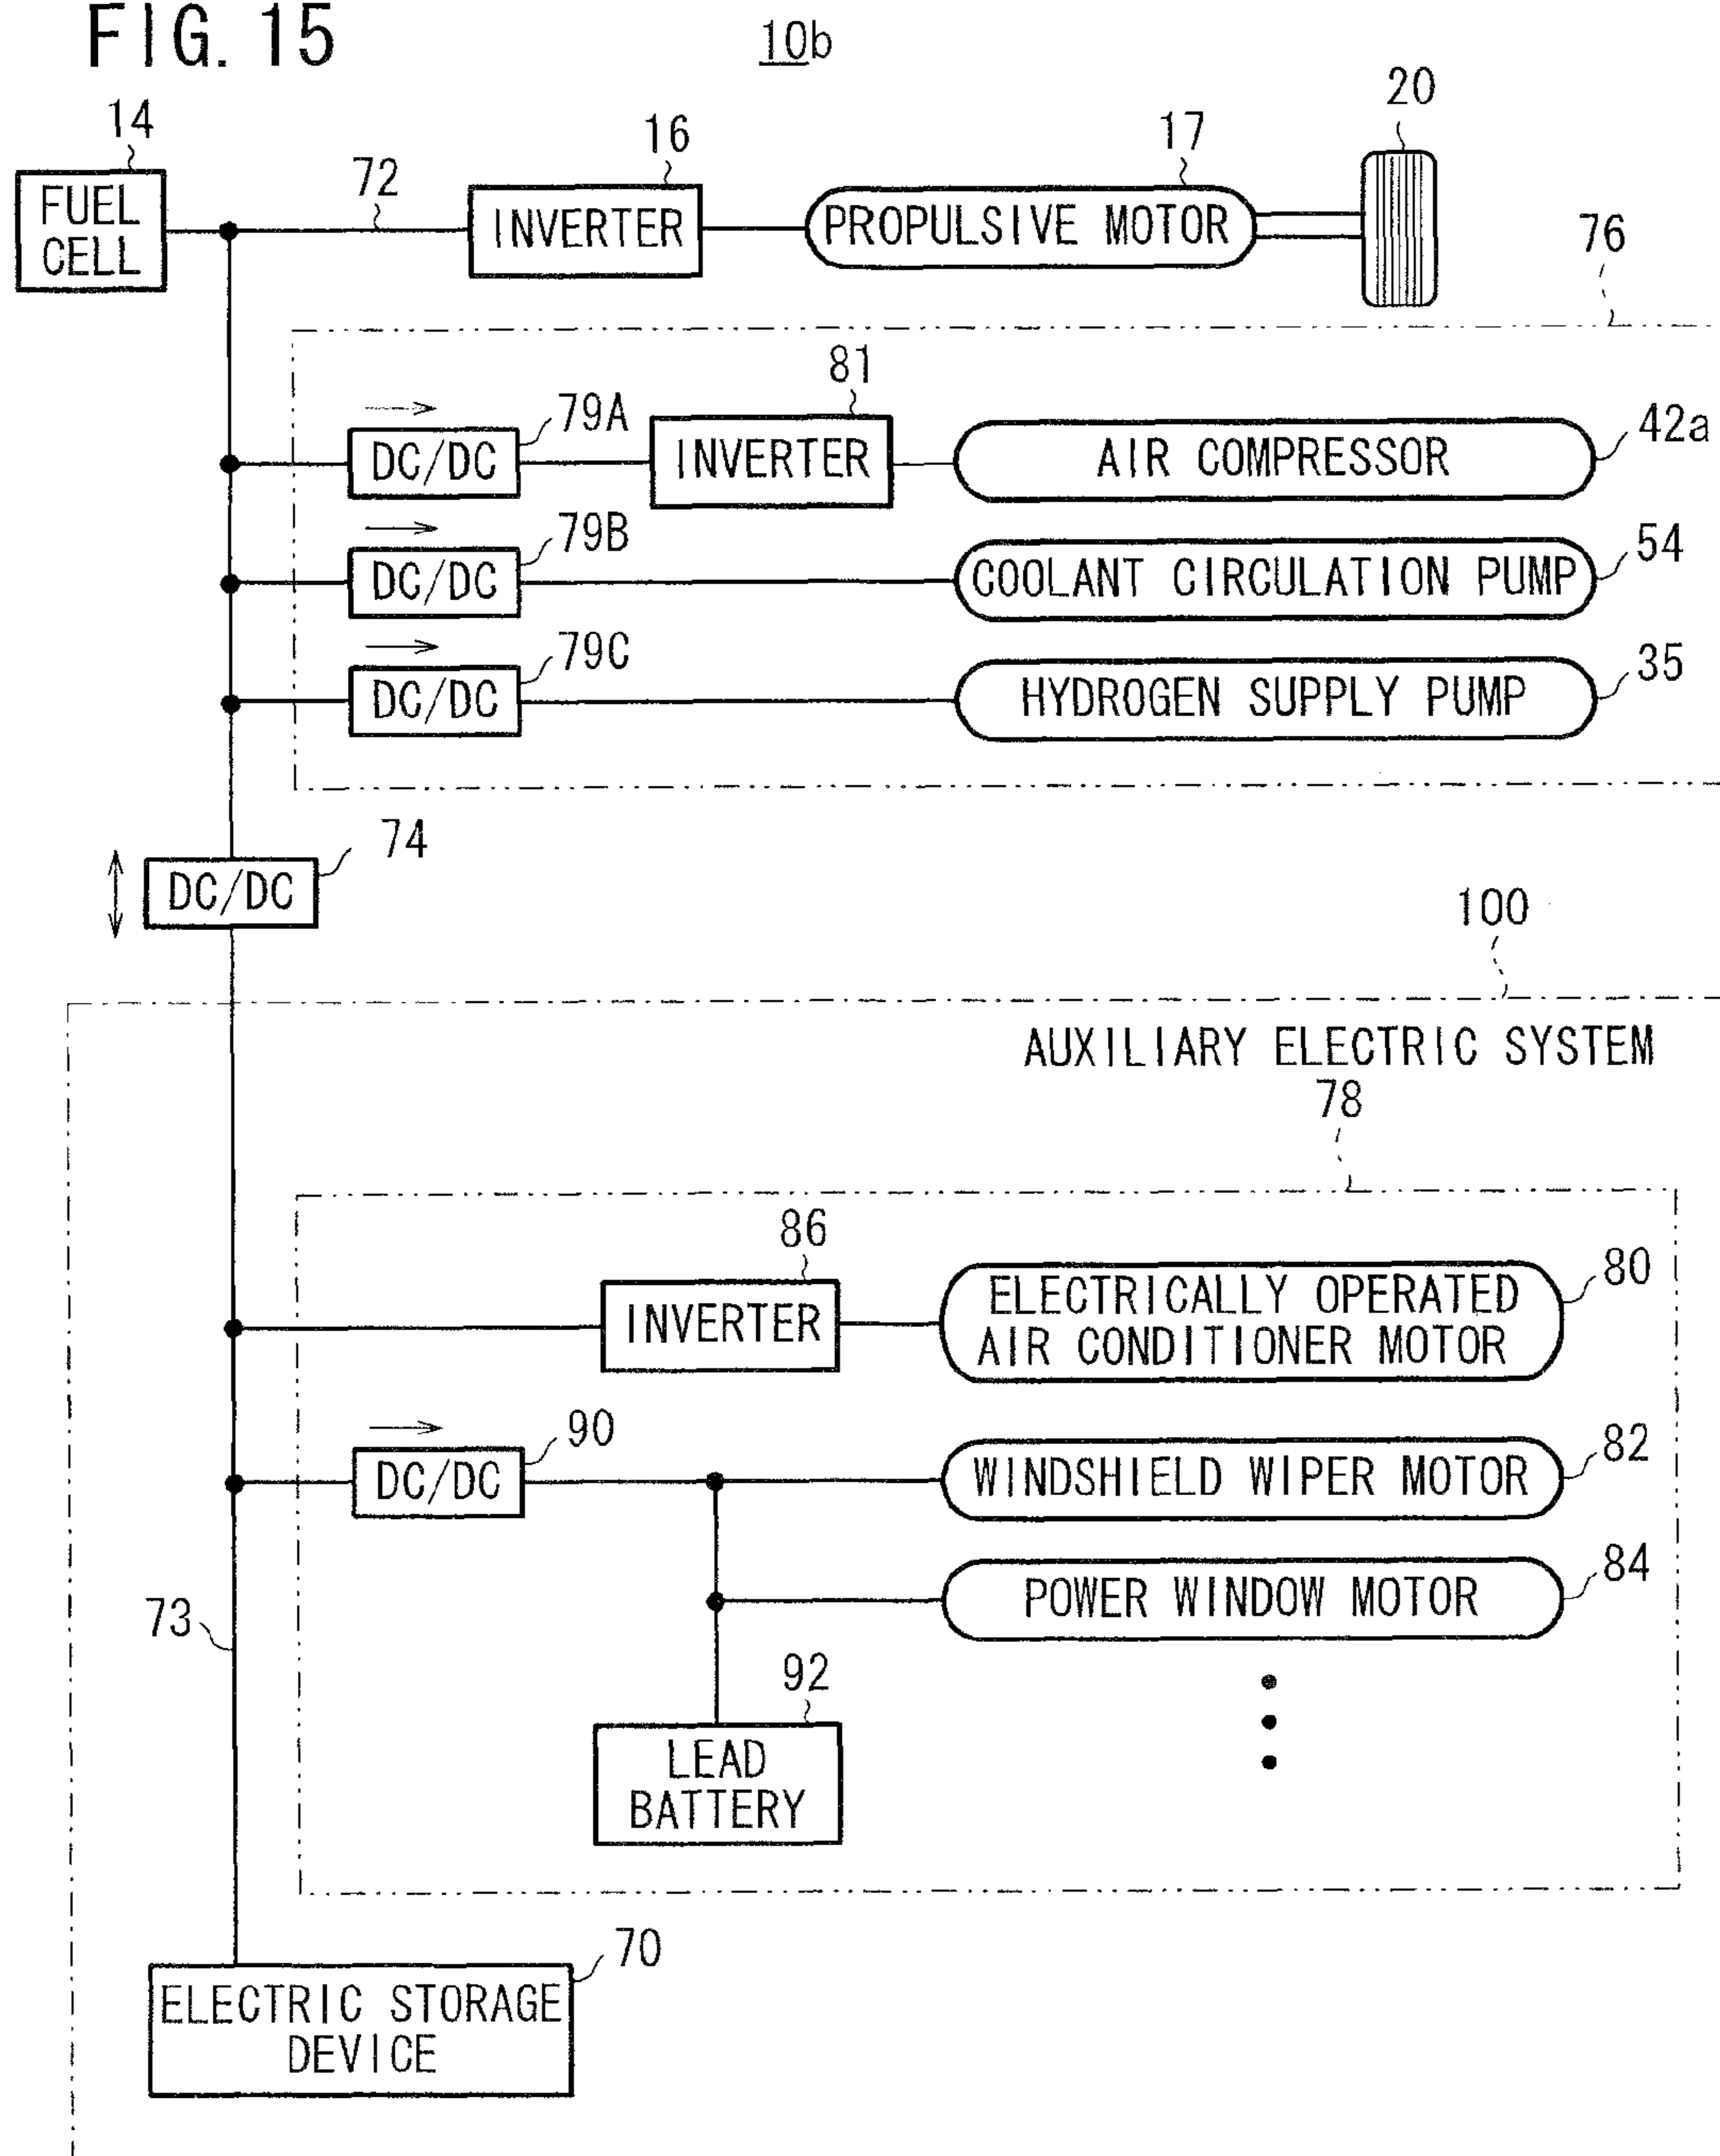 FIG. 15
10b
14
FUEL
CELL
72
16
INVERTER
17
PROPULSIVE MOTOR
20
76
79A
DC/DC
81
INVERTER
AIR COMPRESSOR
42a
79B
DC/DC
COOLANT CIRCULATION PUMP
54
79C
DC/DC
HYDROGEN SUPPLY PUMP
35
74
DC/DC
100
AUXILIARY ELECTRIC SYSTEM
78
86
INVERTER
ELECTRICALLY OPERATED
AIR CONDITIONER MOTOR
80
90
DC/DC
WINDSHIELD WIPER MOTOR
82
POWER WINDOW MOTOR
84
73
92
LEAD
BATTERY
70
ELECTRIC STORAGE
DEVICE